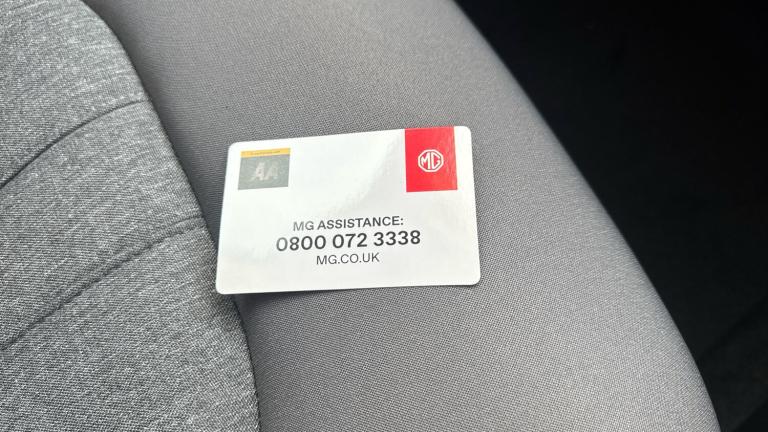 AA
MG
MG ASSISTANCE:
0800 072 3338
MG.CO.UK